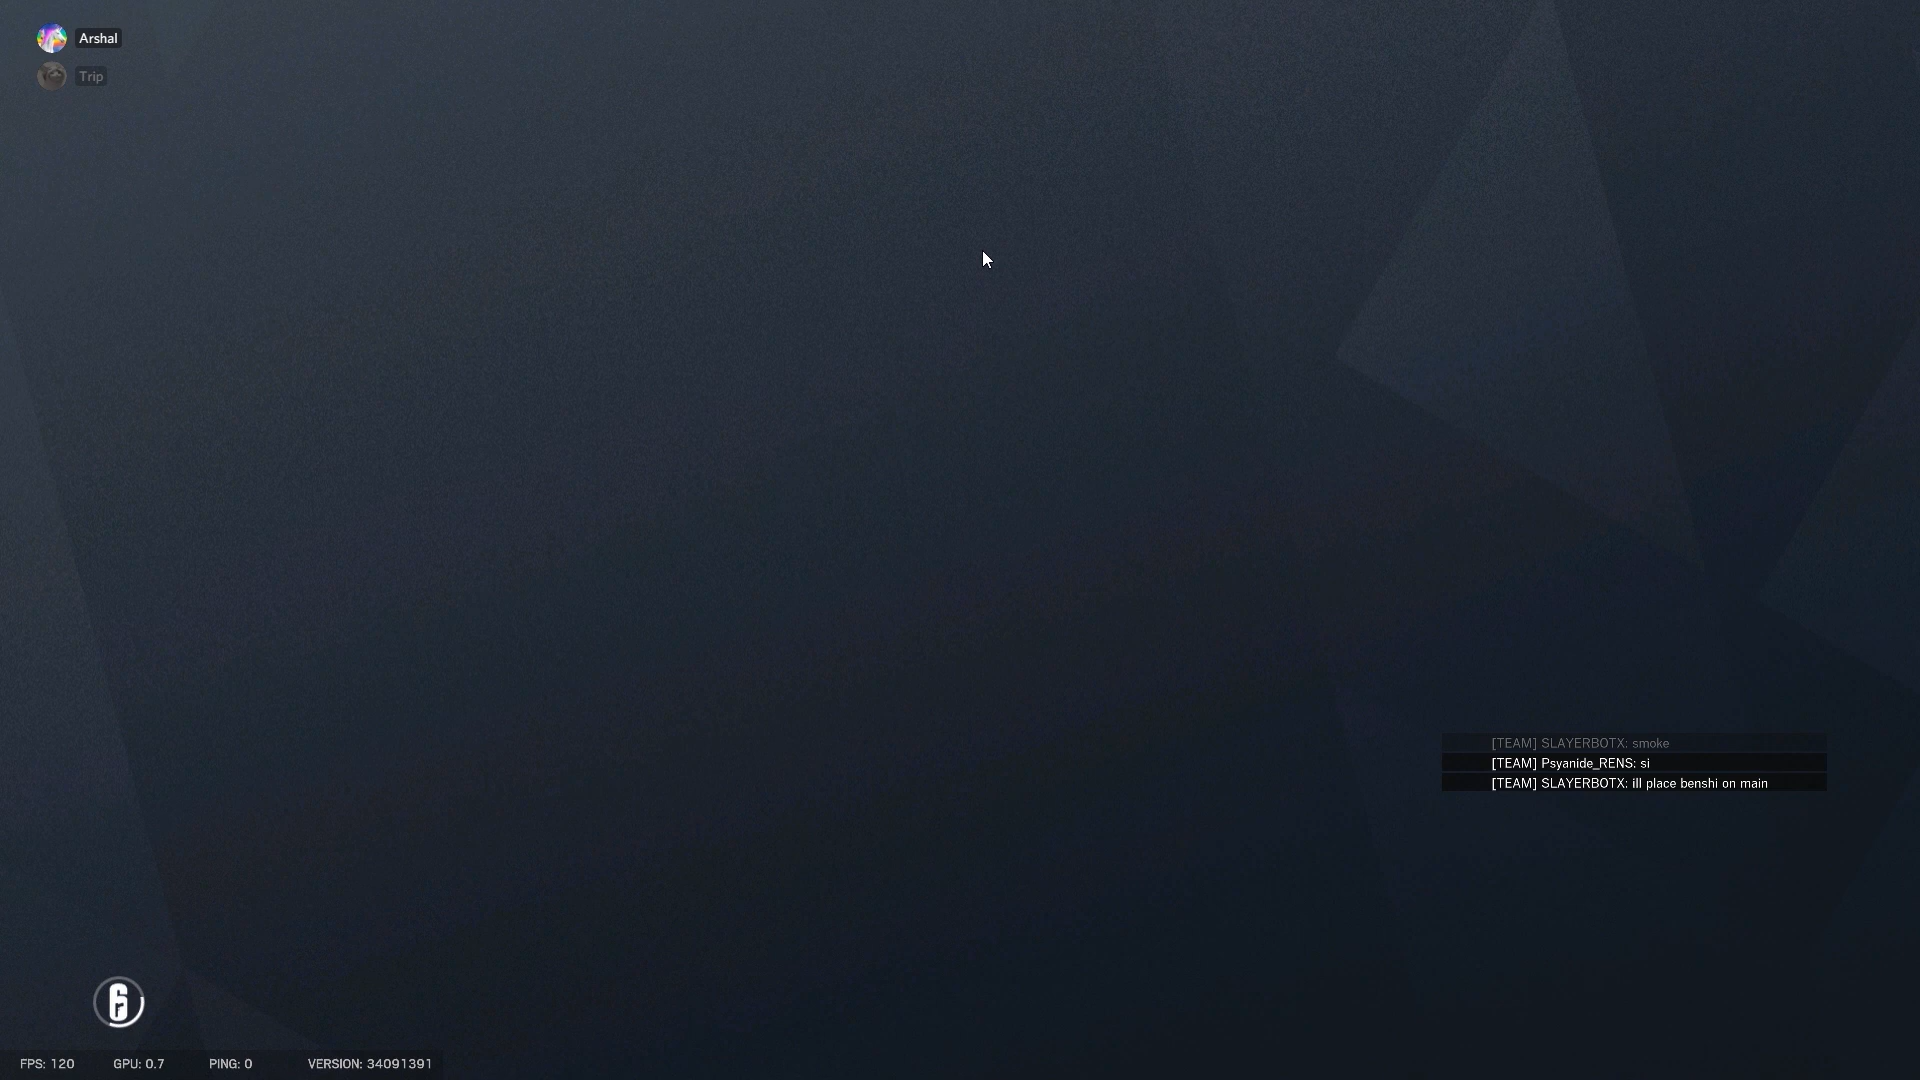 Arshal
Trip
[TEAM] SLAYERBOTX: smoke
[TEAM] Psyanide_RENS: si
[TEAM] SLAYERBOTX: ill place benshi on main
6
FPS: 120 GPU: 0.7 PING: 0 VERSION: 34091391